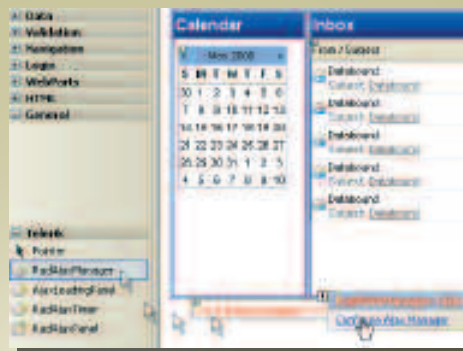 Data
Validation
Navigation
Login
WebParts
HTML
General
Telerik
Pointer
RadAjaxManager
AjaxLoadingPanel
RadAjaxTimer
RadAjaxPanel
Calendar
S M T W T F S
30 1 2 3 4 5 6
7 8 9 10 11 12 13
14 15 16 17 18 19 20
21 22 23 24 25 26 27
28 29 30 31 1 2 3
4 5 6 7 8 9 10
Inbox
From / Subject
Databound
Subject: Databound
Databound
Subject: Databound
Databound
Subject: Databound
Databound
Subject: Databound
Databound
Subject: Databound
Configure Ajax Manager